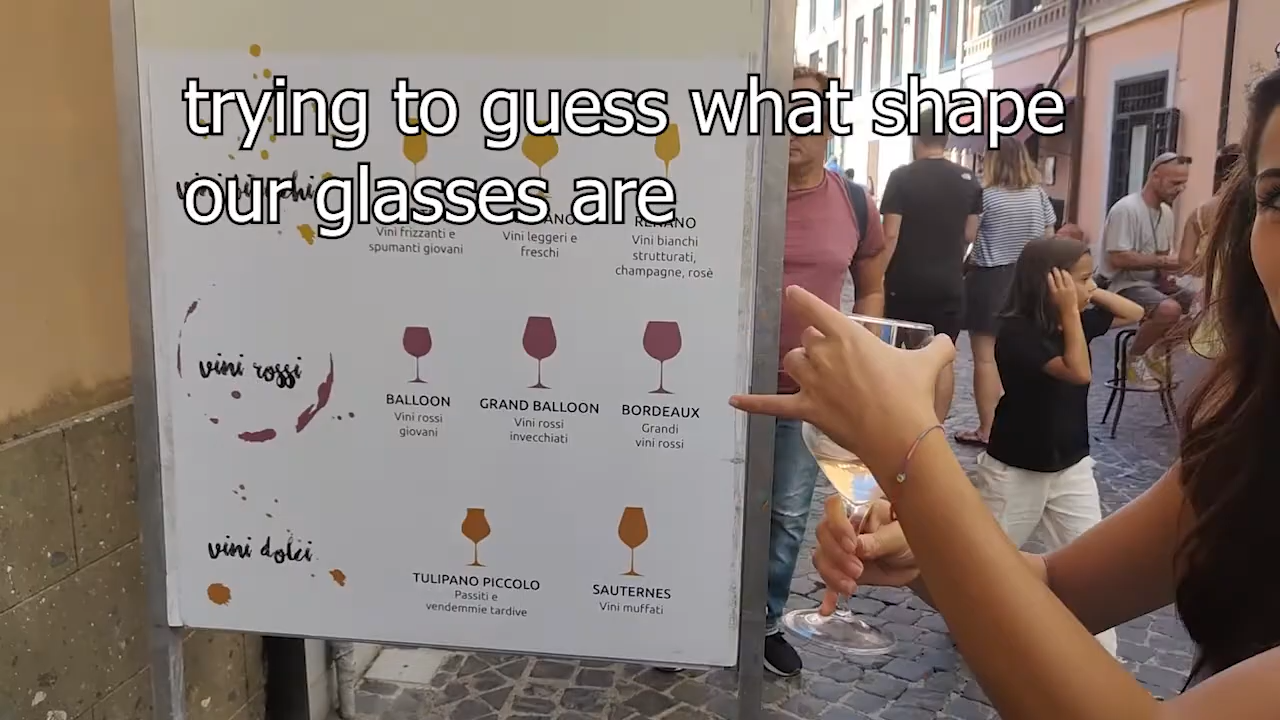 trying to guess what shape
our glasses are
RENANO
Vini frizzanti e
spumanti giovani
Vini leggeri e
freschi
Vini bianchi
strutturati,
champagne, rosè
vini rossi
BALLOON
Vini rossi
giovani
GRAND BALLOON
Vini rossi
invecchiati
BORDEAUX
Grandi
vini rossi
vini dolci
TULIPANO PICCOLO
Passiti e
vendemmie tardive
SAUTERNES
Vini muffati